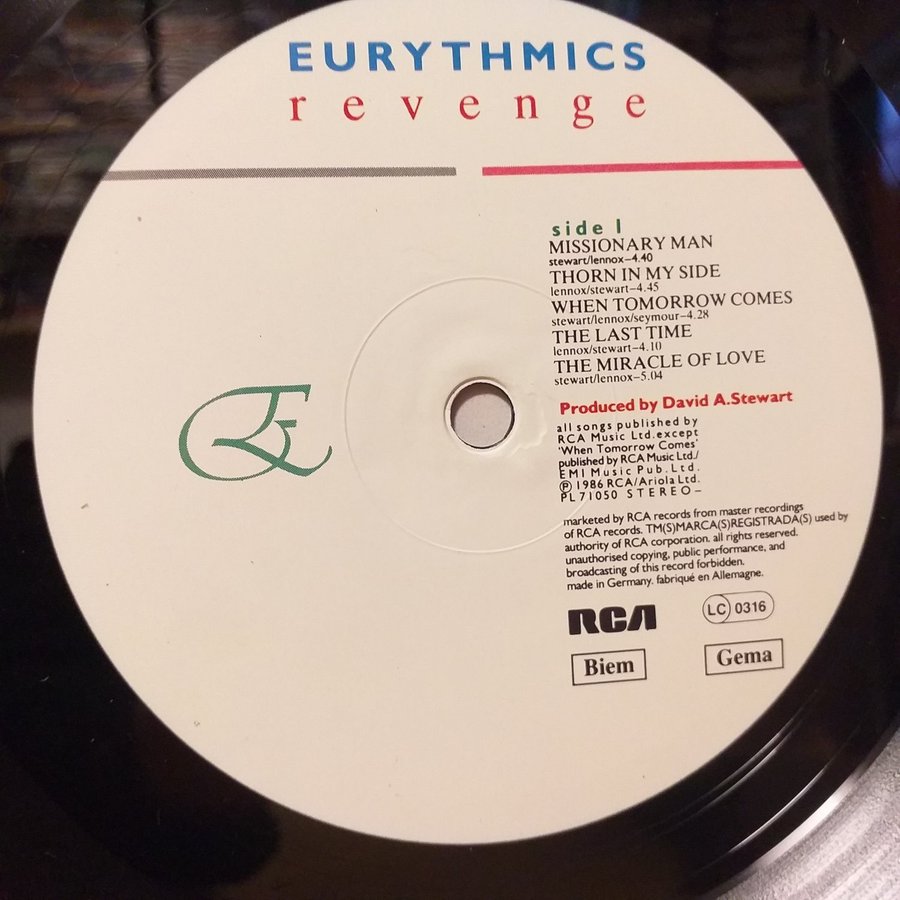 EURYTHMICS
revenge
side 1
MISSIONARY MAN
stewart/lennox–4.40
THORN IN MY SIDE
lennox/stewart–4.45
WHEN TOMORROW COMES
stewart/lennox/seymour–4.28
THE LAST TIME
lennox/stewart–4.10
THE MIRACLE OF LOVE
stewart/lennox–5.04
Produced by David A.Stewart
all songs published by
RCA Music Ltd.except
'When Tomorrow Comes'
published by RCA Music Ltd./
EMI Music Pub.Ltd.
℗ 1986 RCA/Ariola Ltd.
PL71050 STEREO–
marketed by RCA records from master recordings
of RCA records. TM(S)MARCA(S)REGISTRADA(S) used by
authority of RCA corporation. all rights reserved.
unauthorised copying, public performance, and
broadcasting of this record forbidden.
made in Germany. fabriqué en Allemagne.
RCA
LC 0316
Biem
Gema